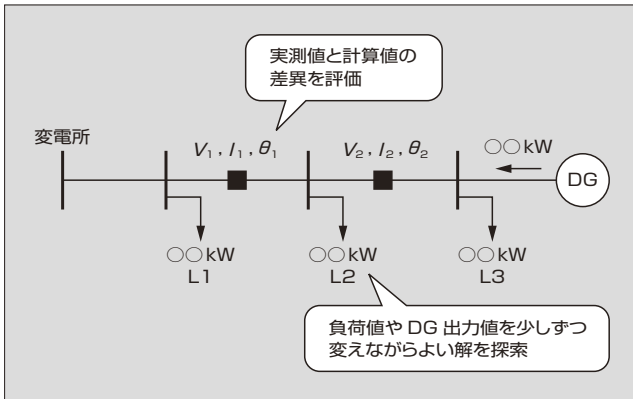 実測値と計算値の
差異を評価
変電所
V₁ , I₁ , θ₁
V₂ , I₂ , θ₂
○○kW
DG
○○kW
L1
○○kW
L2
○○kW
L3
負荷値や DG 出力値を少しずつ
変えながらよい解を探索